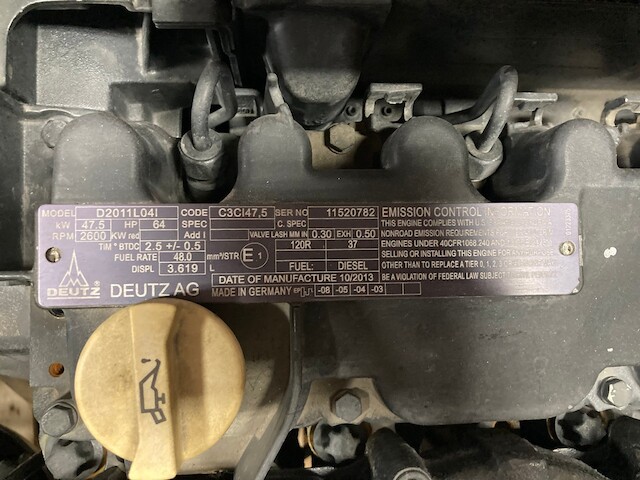 MODEL D2011L04I CODE C3CI47,5 SER NO 11520782
kW 47.5 HP 64 SPEC C. SPEC
RPM 2600 KW red Add I VALVE LASH MM IN 0.30 EXH 0.50
TIM ° BTDC 2.5 +/- 0.5 120R 37
FUEL RATE 48.0 mm³/STR E 1
DISPL 3.619 L FUEL: DIESEL
DATE OF MANUFACTURE 10/2013
DEUTZ DEUTZ AG MADE IN GERMANY -08 -05 -04 -03
EMISSION CONTROL INFORMATION
THIS ENGINE COMPLIES WITH U.S.
NONROAD EMISSION REQUIREMENTS FOR
ENGINES UNDER 40CFR1068.240 AND
SELLING OR INSTALLING THIS ENGINE
OTHER THAN TO REPLACE A TIER 0, 1, 2,
BE A VIOLATION OF FEDERAL LAW SUBJECT